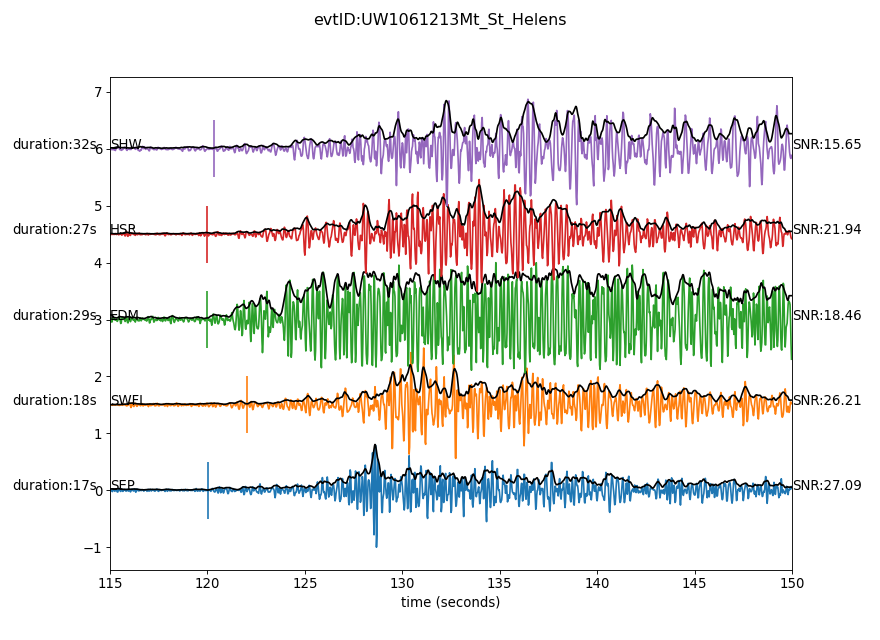 evtID:UW1061213Mt_St_Helens
7
duration:32s 6 SHW SNR:15.65
5
duration:27s HSR SNR:21.94
4
duration:29s 3 EDM SNR:18.46
2
duration:18s SWFL SNR:26.21
1
duration:17s 0 SEP SNR:27.09
−1
115 120 125 130 135 140 145 150
time (seconds)